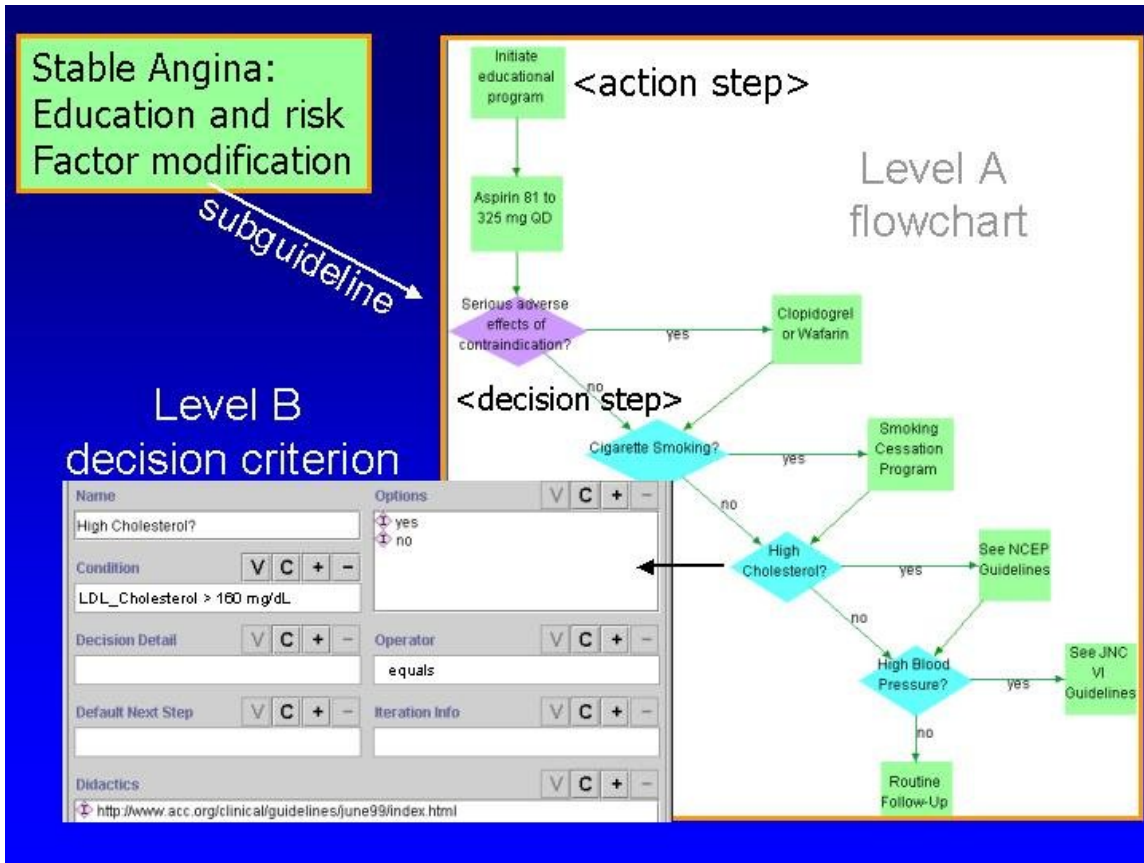 Stable Angina:
Education and risk
Factor modification
subguideline
Level A
flowchart
Initiate
educational
program
<action step>
Aspirin 81 to
325 mg QD
Serious adverse
effects of
contraindication?
yes
Clopidogrel
or Wafarin
no
<decision step>
Cigarette Smoking?
yes
Smoking
Cessation
Program
no
High
Cholesterol?
yes
See NCEP
Guidelines
no
High Blood
Pressure?
yes
See JNC
VI
Guidelines
no
Routine
Follow-Up
Level B
decision criterion
Name
High Cholesterol?
Options
V C + -
yes
no
Condition
V C + -
LDL_Cholesterol > 160 mg/dL
Decision Detail
V C + -
Operator
V C + -
equals
Default Next Step
V C + -
Iteration Info
V C + -
Didactics
V C + -
http://www.acc.org/clinical/guidelines/june99/index.html